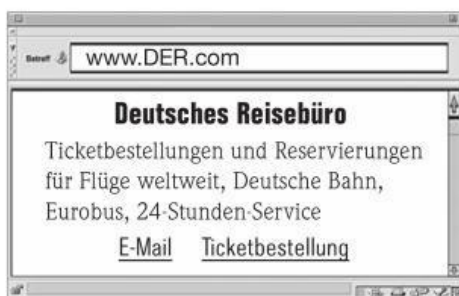 Betreff www.DER.com
Deutsches Reisebüro
Ticketbestellungen und Reservierungen
für Flüge weltweit, Deutsche Bahn,
Eurobus, 24-Stunden-Service
E-Mail Ticketbestellung